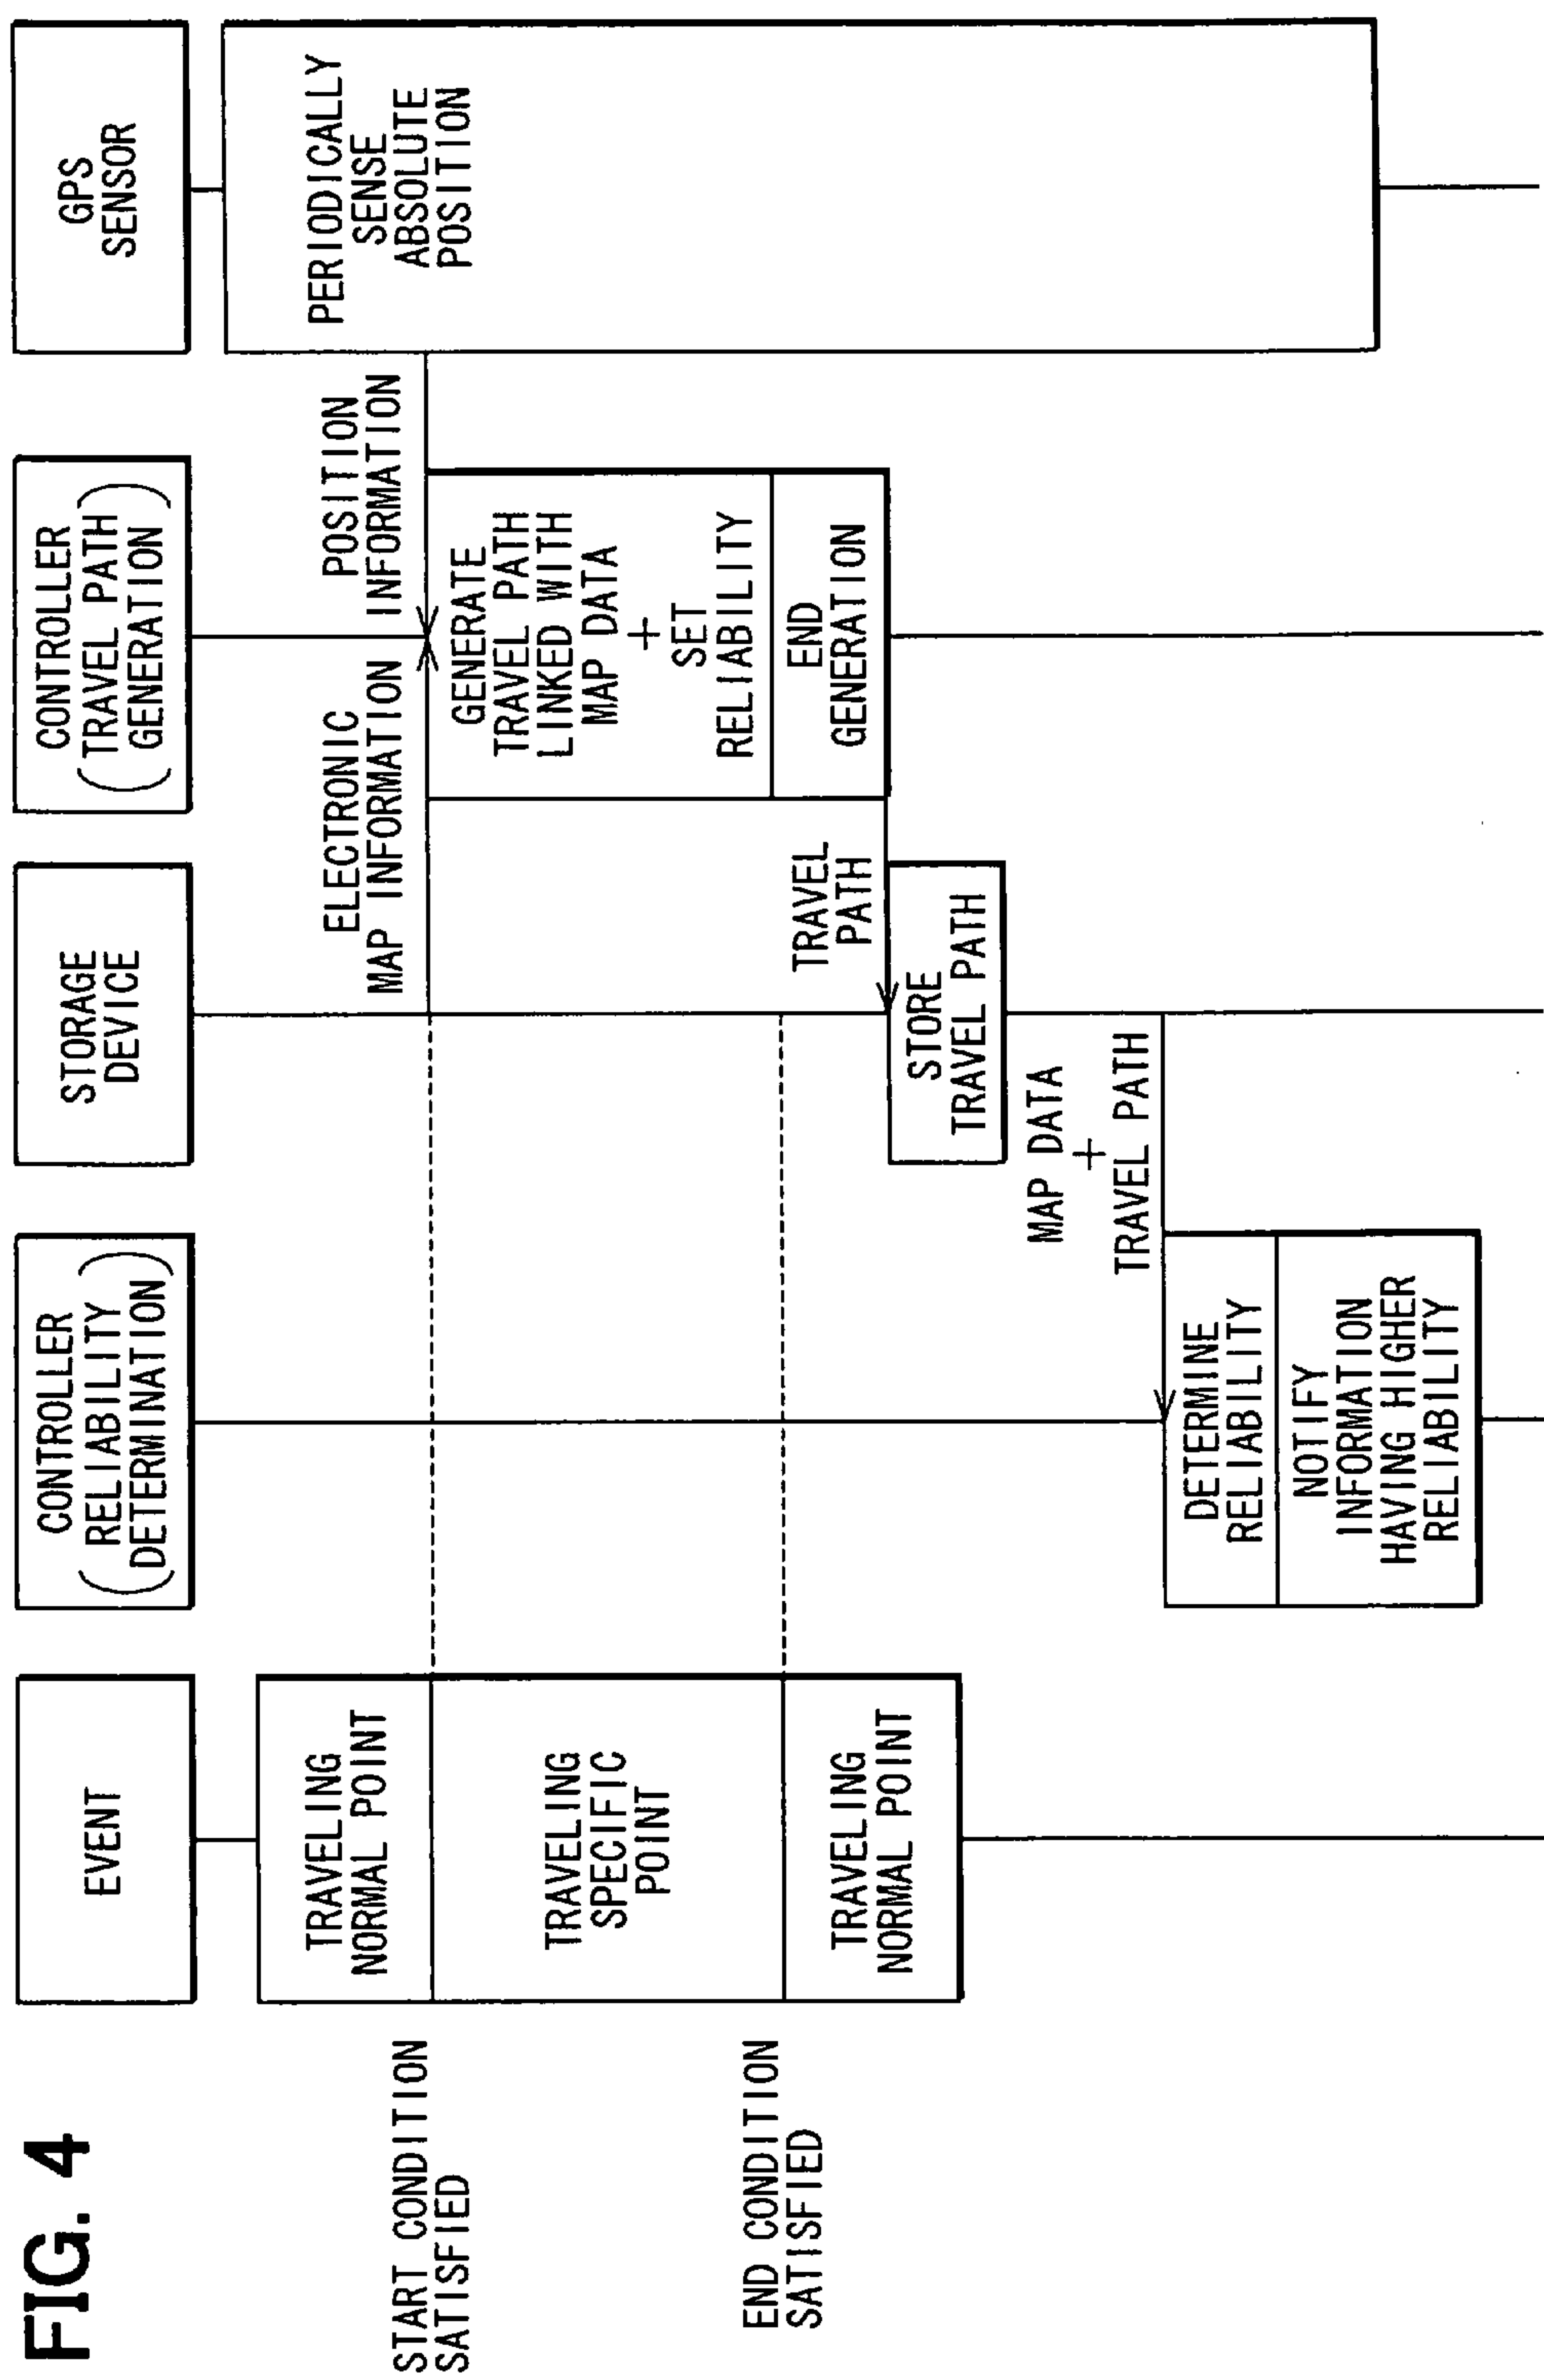 FIG. 4
EVENT
CONTROLLER
(RELIABILITY
DETERMINATION)
STORAGE
DEVICE
CONTROLLER
(TRAVEL PATH
GENERATION)
GPS
SENSOR
START CONDITION
SATISFIED
END CONDITION
SATISFIED
TRAVELING
NORMAL POINT
TRAVELING
SPECIFIC
POINT
TRAVELING
NORMAL POINT
ELECTRONIC
MAP INFORMATION
POSITION
INFORMATION
PERIODICALLY
SENSE
ABSOLUTE
POSITION
GENERATE
TRAVEL PATH
LINKED WITH
MAP DATA
+
SET
RELIABILITY
END
GENERATION
TRAVEL
PATH
STORE
TRAVEL PATH
MAP DATA
+
TRAVEL PATH
DETERMINE
RELIABILITY
NOTIFY
INFORMATION
HAVING HIGHER
RELIABILITY